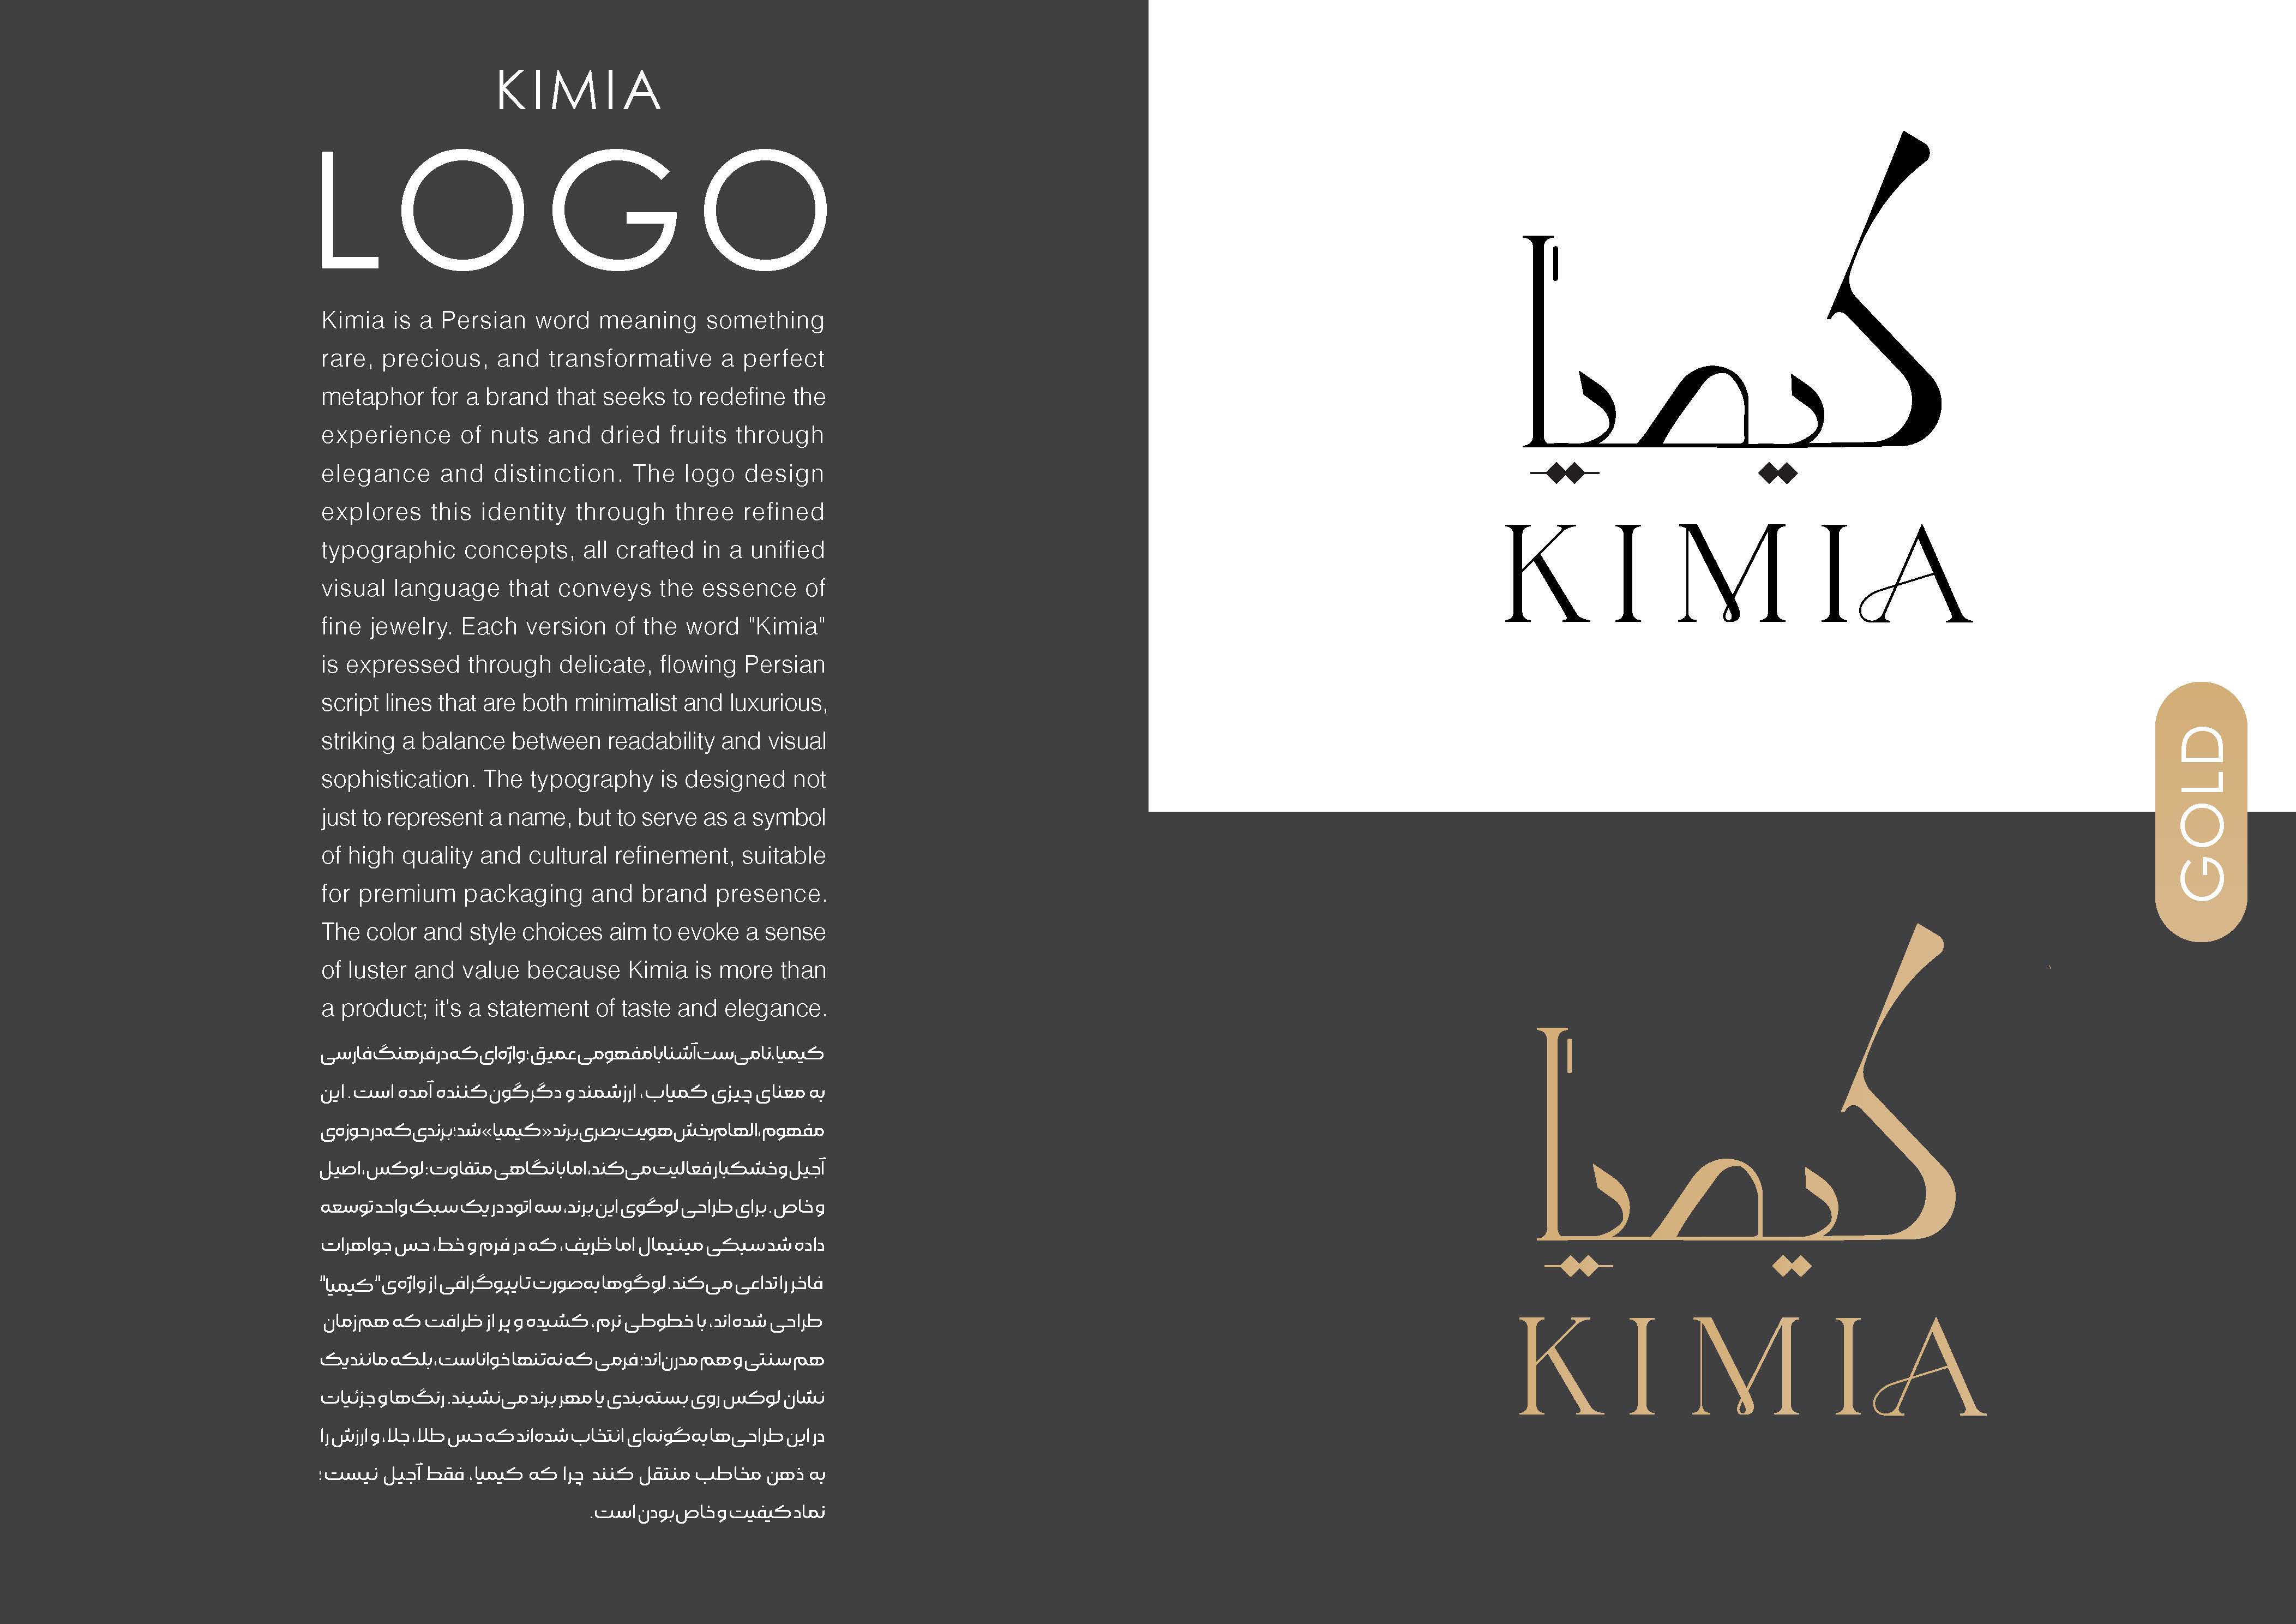 KIMIA
LOGO
Kimia is a Persian word meaning something
rare, precious, and transformative a perfect
metaphor for a brand that seeks to redefine the
experience of nuts and dried fruits through
elegance and distinction. The logo design
explores this identity through three refined
typographic concepts, all crafted in a unified
visual language that conveys the essence of
fine jewelry. Each version of the word "Kimia"
is expressed through delicate, flowing Persian
script lines that are both minimalist and luxurious,
striking a balance between readability and visual
sophistication. The typography is designed not
just to represent a name, but to serve as a symbol
of high quality and cultural refinement, suitable
for premium packaging and brand presence.
The color and style choices aim to evoke a sense
of luster and value because Kimia is more than
a product; it's a statement of taste and elegance.
کیمیا، نامی‌ست آشنا با مفهومی عمیق؛ واژه‌ای که در فرهنگ فارسی
به معنای چیزی کمیاب، ارزشمند و دگرگون‌کننده آمده است. این
مفهوم، الهام‌بخش هویت بصری برند «کیمیا» شد؛ برندی که در حوزه‌ی
آجیل و خشکبار فعالیت می‌کند، اما با نگاهی متفاوت: لوکس، اصیل
و خاص. برای طراحی لوگوی این برند، سه اتود در یک سبک واحد توسعه
داده شد سبکی مینیمال اما ظریف، که در فرم و خط، حس جواهرات
فاخر را تداعی می‌کند. لوگوها به‌صورت تایپوگرافی از واژه‌ی "کیمیا"
طراحی شده‌اند، با خطوطی نرم، کشیده و پر از ظرافت که هم‌زمان
هم سنتی و هم مدرن‌اند؛ فرمی که نه‌تنها خواناست، بلکه مانند یک
نشان لوکس روی بسته‌بندی یا مهر برند می‌نشیند. رنگ‌ها و جزئیات
در این طراحی‌ها به‌گونه‌ای انتخاب شده‌اند که حس طلا، جلا، و ارزش را
به ذهن مخاطب منتقل کنند چرا که کیمیا، فقط آجیل نیست؛
نماد کیفیت و خاص بودن است.
کیمیا
KIMIA
GOLD
کیمیا
KIMIA